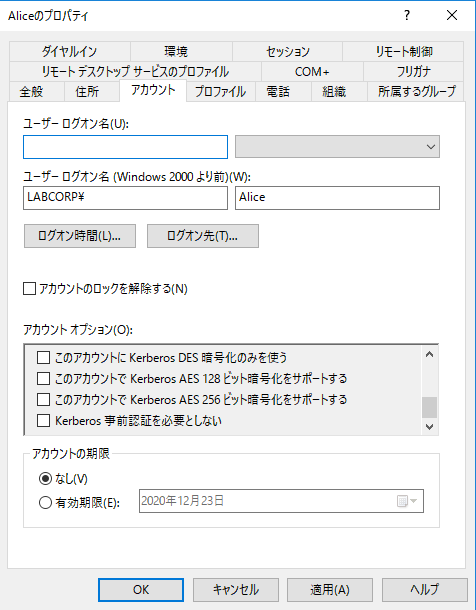 Aliceのプロパティ
? ×
ダイヤルイン 環境 セッション リモート制御
リモート デスクトップ サービスのプロファイル COM+ フリガナ
全般 住所 アカウント プロファイル 電話 組織 所属するグループ
ユーザー ログオン名(U):
ユーザー ログオン名 (Windows 2000 より前)(W):
LABCORP¥ Alice
ログオン時間(L)... ログオン先(T)...
アカウントのロックを解除する(N)
アカウント オプション(O):
このアカウントに Kerberos DES 暗号化のみを使う
このアカウントで Kerberos AES 128 ビット暗号化をサポートする
このアカウントで Kerberos AES 256 ビット暗号化をサポートする
Kerberos 事前認証を必要としない
アカウントの期限
なし(V)
有効期限(E): 2020年12月23日
OK キャンセル 適用(A) ヘルプ